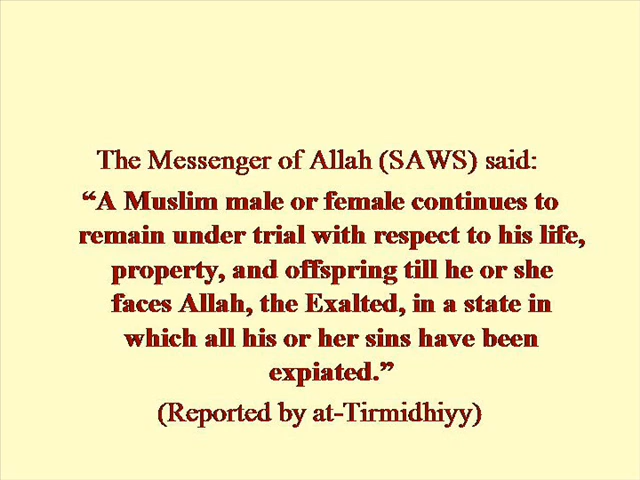 The Messenger of Allah (SAWS) said:
“A Muslim male or female continues to
remain under trial with respect to his life,
property, and offspring till he or she
faces Allah, the Exalted, in a state in
which all his or her sins have been
expiated.”
(Reported by at-Tirmidhiyy)